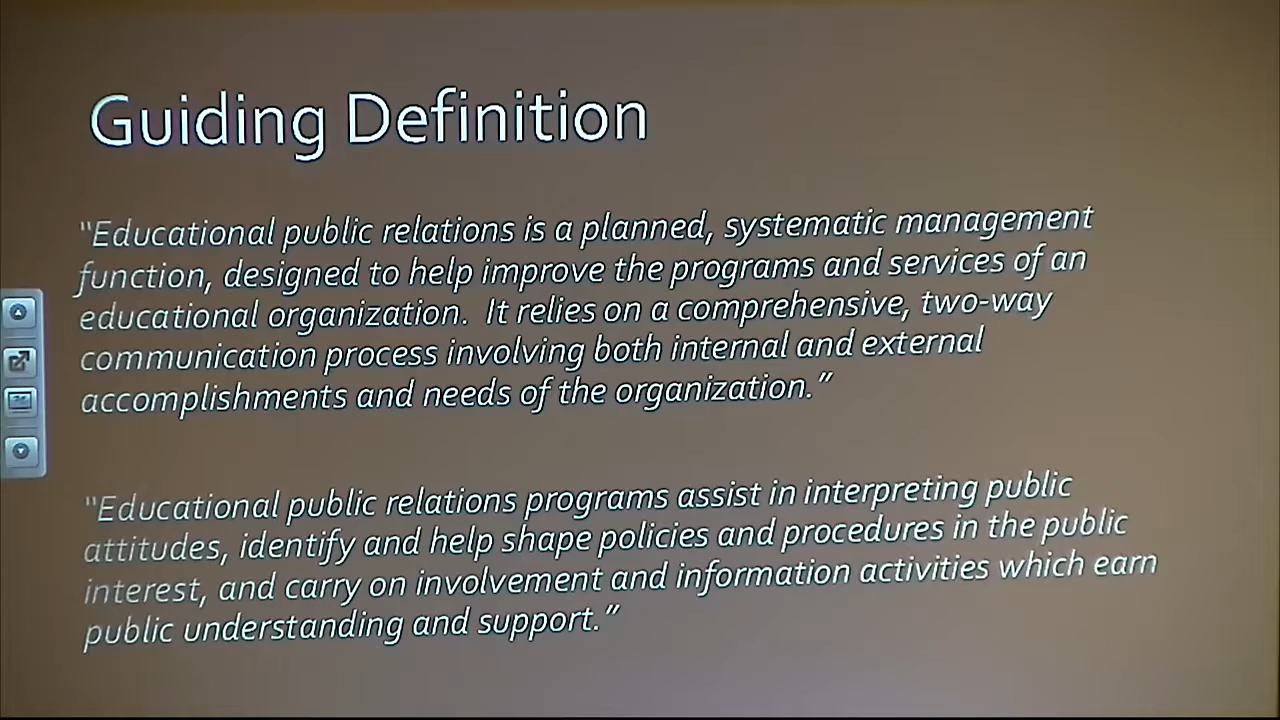 Guiding Definition
"Educational public relations is a planned, systematic management
function, designed to help improve the programs and services of an
educational organization.  It relies on a comprehensive, two-way
communication process involving both internal and external
accomplishments and needs of the organization."
"Educational public relations programs assist in interpreting public
attitudes, identify and help shape policies and procedures in the public
interest, and carry on involvement and information activities which earn
public understanding and support."